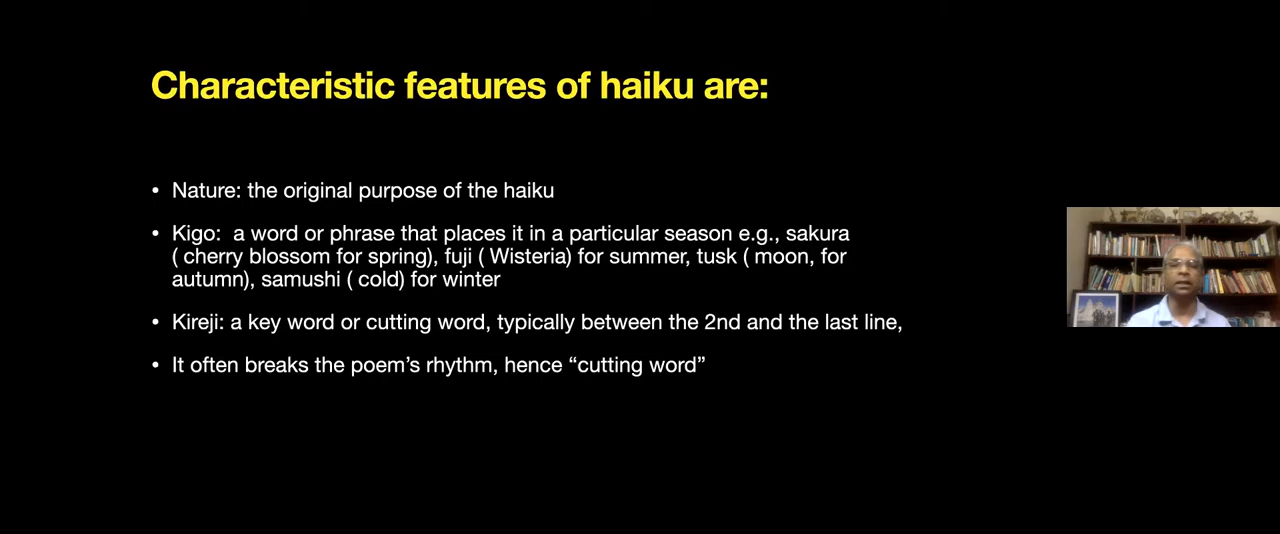 Characteristic features of haiku are:
• Nature: the original purpose of the haiku
• Kigo:  a word or phrase that places it in a particular season e.g., sakura
( cherry blossom for spring), fuji ( Wisteria) for summer, tusk ( moon, for
autumn), samushi ( cold) for winter
• Kireji: a key word or cutting word, typically between the 2nd and the last line,
• It often breaks the poem’s rhythm, hence “cutting word”